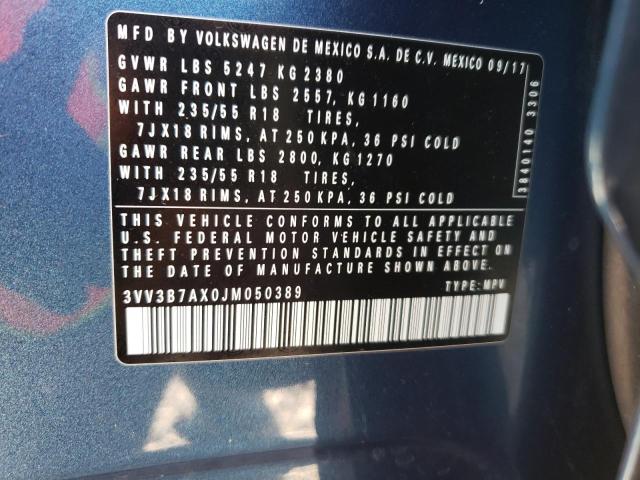 MFD BY VOLKSWAGEN DE MEXICO S.A. DE C.V. MEXICO 09/17
GVWR LBS 5247 KG 2380
GAWR FRONT LBS 2557, KG 1160
WITH 235/55 R18 TIRES,
7JX18 RIMS, AT 250 KPA, 36 PSI COLD
GAWR REAR LBS 2800, KG 1270
WITH 235/55 R18 TIRES,
7JX18 RIMS, AT 250 KPA, 36 PSI COLD
3840140 3306
THIS VEHICLE CONFORMS TO ALL APPLICABLE
U.S. FEDERAL MOTOR VEHICLE SAFETY AND
THEFT PREVENTION STANDARDS IN EFFECT ON
THE DATE OF MANUFACTURE SHOWN ABOVE.
3VV3B7AX0JM050389 TYPE: MPV